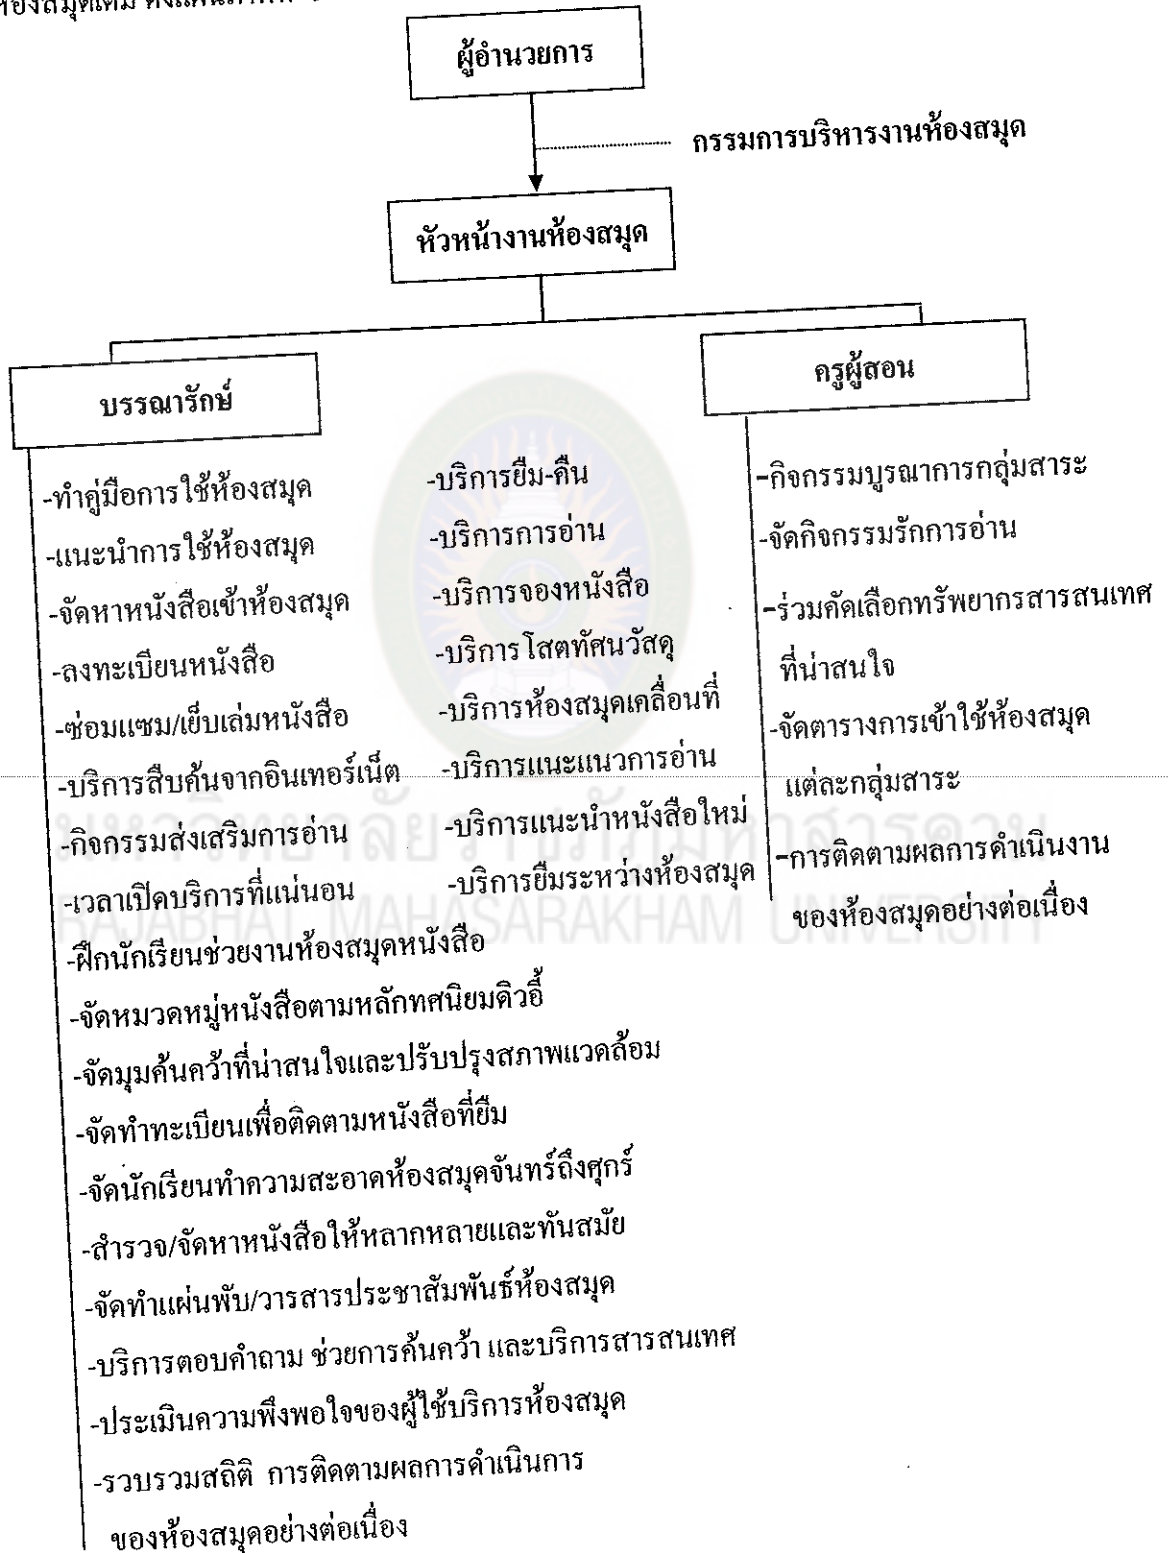 ห้องสมุดเดิม
ผู้อำนวยการ
กรรมการบริหารงานห้องสมุด
หัวหน้างานห้องสมุด
บรรณารักษ์
-ทำคู่มือการใช้ห้องสมุด
-แนะนำการใช้ห้องสมุด
-จัดหาหนังสือเข้าห้องสมุด
-ลงทะเบียนหนังสือ
-ซ่อมแซม/เย็บเล่มหนังสือ
-บริการสืบค้นจากอินเทอร์เน็ต
-กิจกรรมส่งเสริมการอ่าน
-เวลาเปิดบริการที่แน่นอน
-ฝึกนักเรียนช่วยงานห้องสมุดหนังสือ
-จัดหมวดหมู่หนังสือตามหลักทศนิยมดิวอี้
-จัดมุมค้นคว้าที่น่าสนใจและปรับปรุงสภาพแวดล้อม
-จัดทำทะเบียนเพื่อติดตามหนังสือที่ยืม
-จัดนักเรียนทำความสะอาดห้องสมุดจันทร์ถึงศุกร์
-สำรวจ/จัดหาหนังสือให้หลากหลายและทันสมัย
-จัดทำแผ่นพับ/วารสารประชาสัมพันธ์ห้องสมุด
-บริการตอบคำถาม ช่วยการค้นคว้า และบริการสารสนเทศ
-ประเมินความพึงพอใจของผู้ใช้บริการห้องสมุด
-รวบรวมสถิติ การติดตามผลการดำเนินการ
ของห้องสมุดอย่างต่อเนื่อง
-บริการยืม-คืน
-บริการการอ่าน
-บริการจองหนังสือ
-บริการโสตทัศนวัสดุ
-บริการห้องสมุดเคลื่อนที่
-บริการแนะแนวการอ่าน
-บริการแนะนำหนังสือใหม่
-บริการยืมระหว่างห้องสมุด
ครูผู้สอน
-กิจกรรมบูรณาการกลุ่มสาระ
-จัดกิจกรรมรักการอ่าน
-ร่วมคัดเลือกทรัพยากรสารสนเทศ
ที่น่าสนใจ
-จัดตารางการเข้าใช้ห้องสมุด
แต่ละกลุ่มสาระ
-การติดตามผลการดำเนินงาน
ของห้องสมุดอย่างต่อเนื่อง
มหาวิทยาลัยราชภัฏมหาสารคาม
RAJABHAT MAHASARAKHAM UNIVERSITY